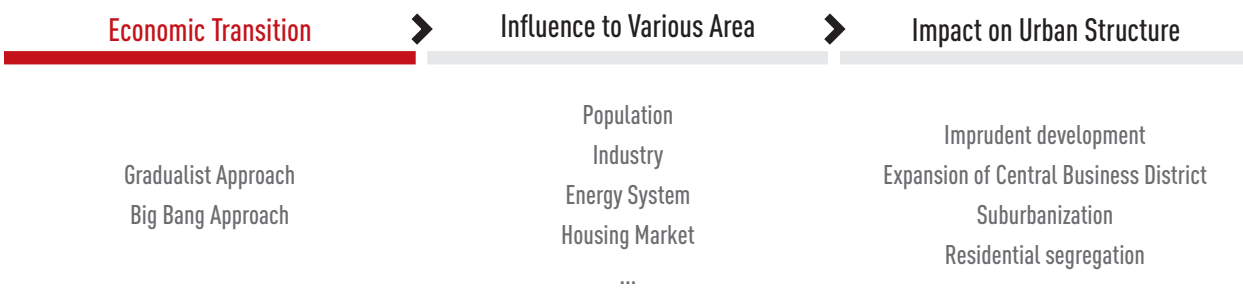 Economic Transition
Influence to Various Area
Impact on Urban Structure
Gradualist Approach
Big Bang Approach
Population
Industry
Energy System
Housing Market
...
Imprudent development
Expansion of Central Business District
Suburbanization
Residential segregation